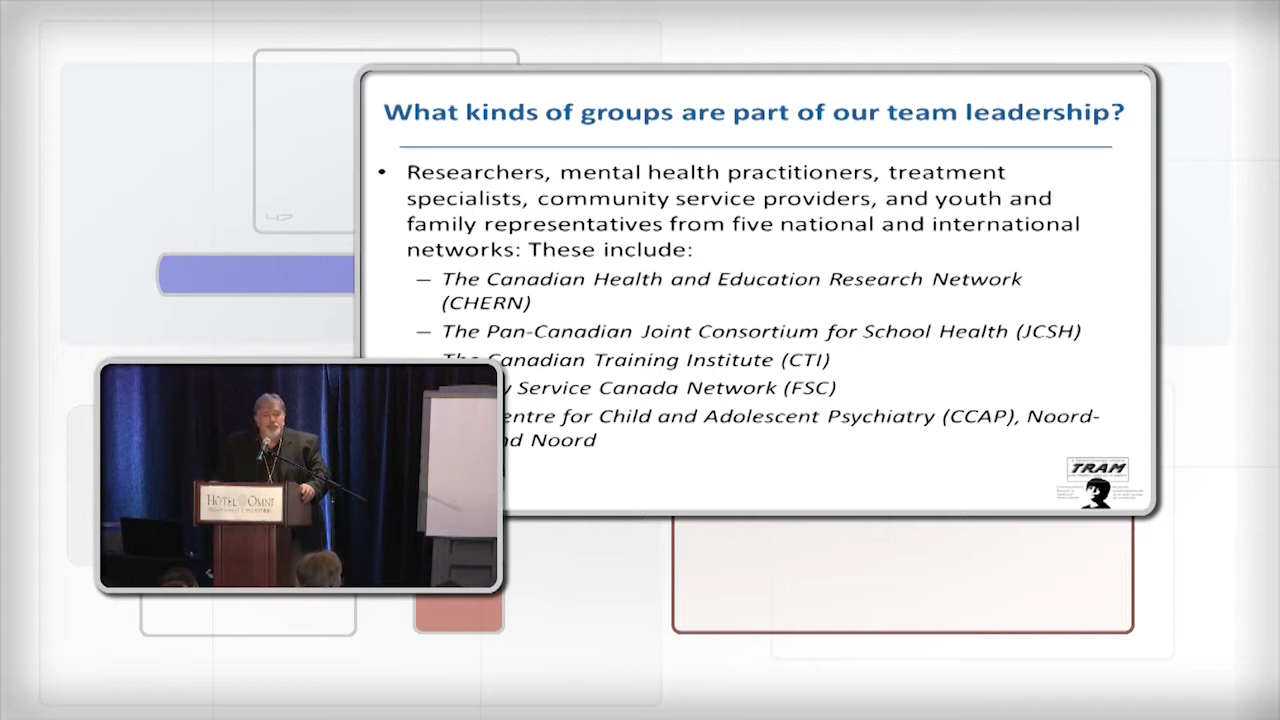 What kinds of groups are part of our team leadership?
• Researchers, mental health practitioners, treatment
specialists, community service providers, and youth and
family representatives from five national and international
networks: These include:
– The Canadian Health and Education Research Network
(CHERN)
– The Pan-Canadian Joint Consortium for School Health (JCSH)
Canadian Training Institute (CTI)
Service Canada Network (FSC)
for Child and Adolescent Psychiatry (CCAP), Noord-
Noord
TRAM
47
HOTEL OMNI